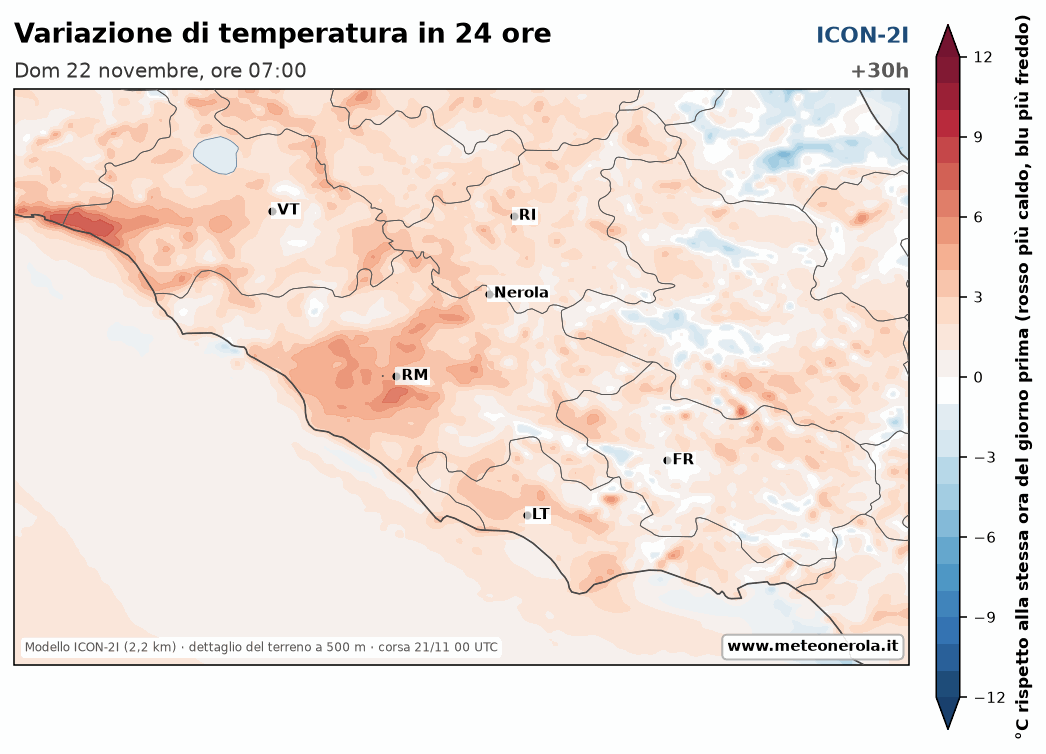 Variazione di temperatura in 24 ore
ICON-2I
Dom 22 novembre, ore 07:00
+30h
VT
RI
Nerola
RM
FR
LT
Modello ICON-2I (2,2 km) · dettaglio del terreno a 500 m · corsa 21/11 00 UTC
www.meteonerola.it
12
9
6
3
0
−3
−6
−9
−12
°C rispetto alla stessa ora del giorno prima (rosso più caldo, blu più freddo)